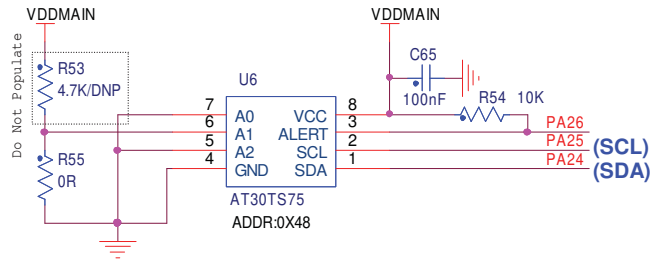 VDDMAIN
VDDMAIN
Do Not Populate
R53
4.7K/DNP
C65
100nF
U6
R54 10K
7 A0 VCC 8
6 A1 ALERT 3 PA26
5 A2 SCL 2 PA25 (SCL)
4 GND SDA 1 PA24 (SDA)
R55
0R
AT30TS75
ADDR:0X48